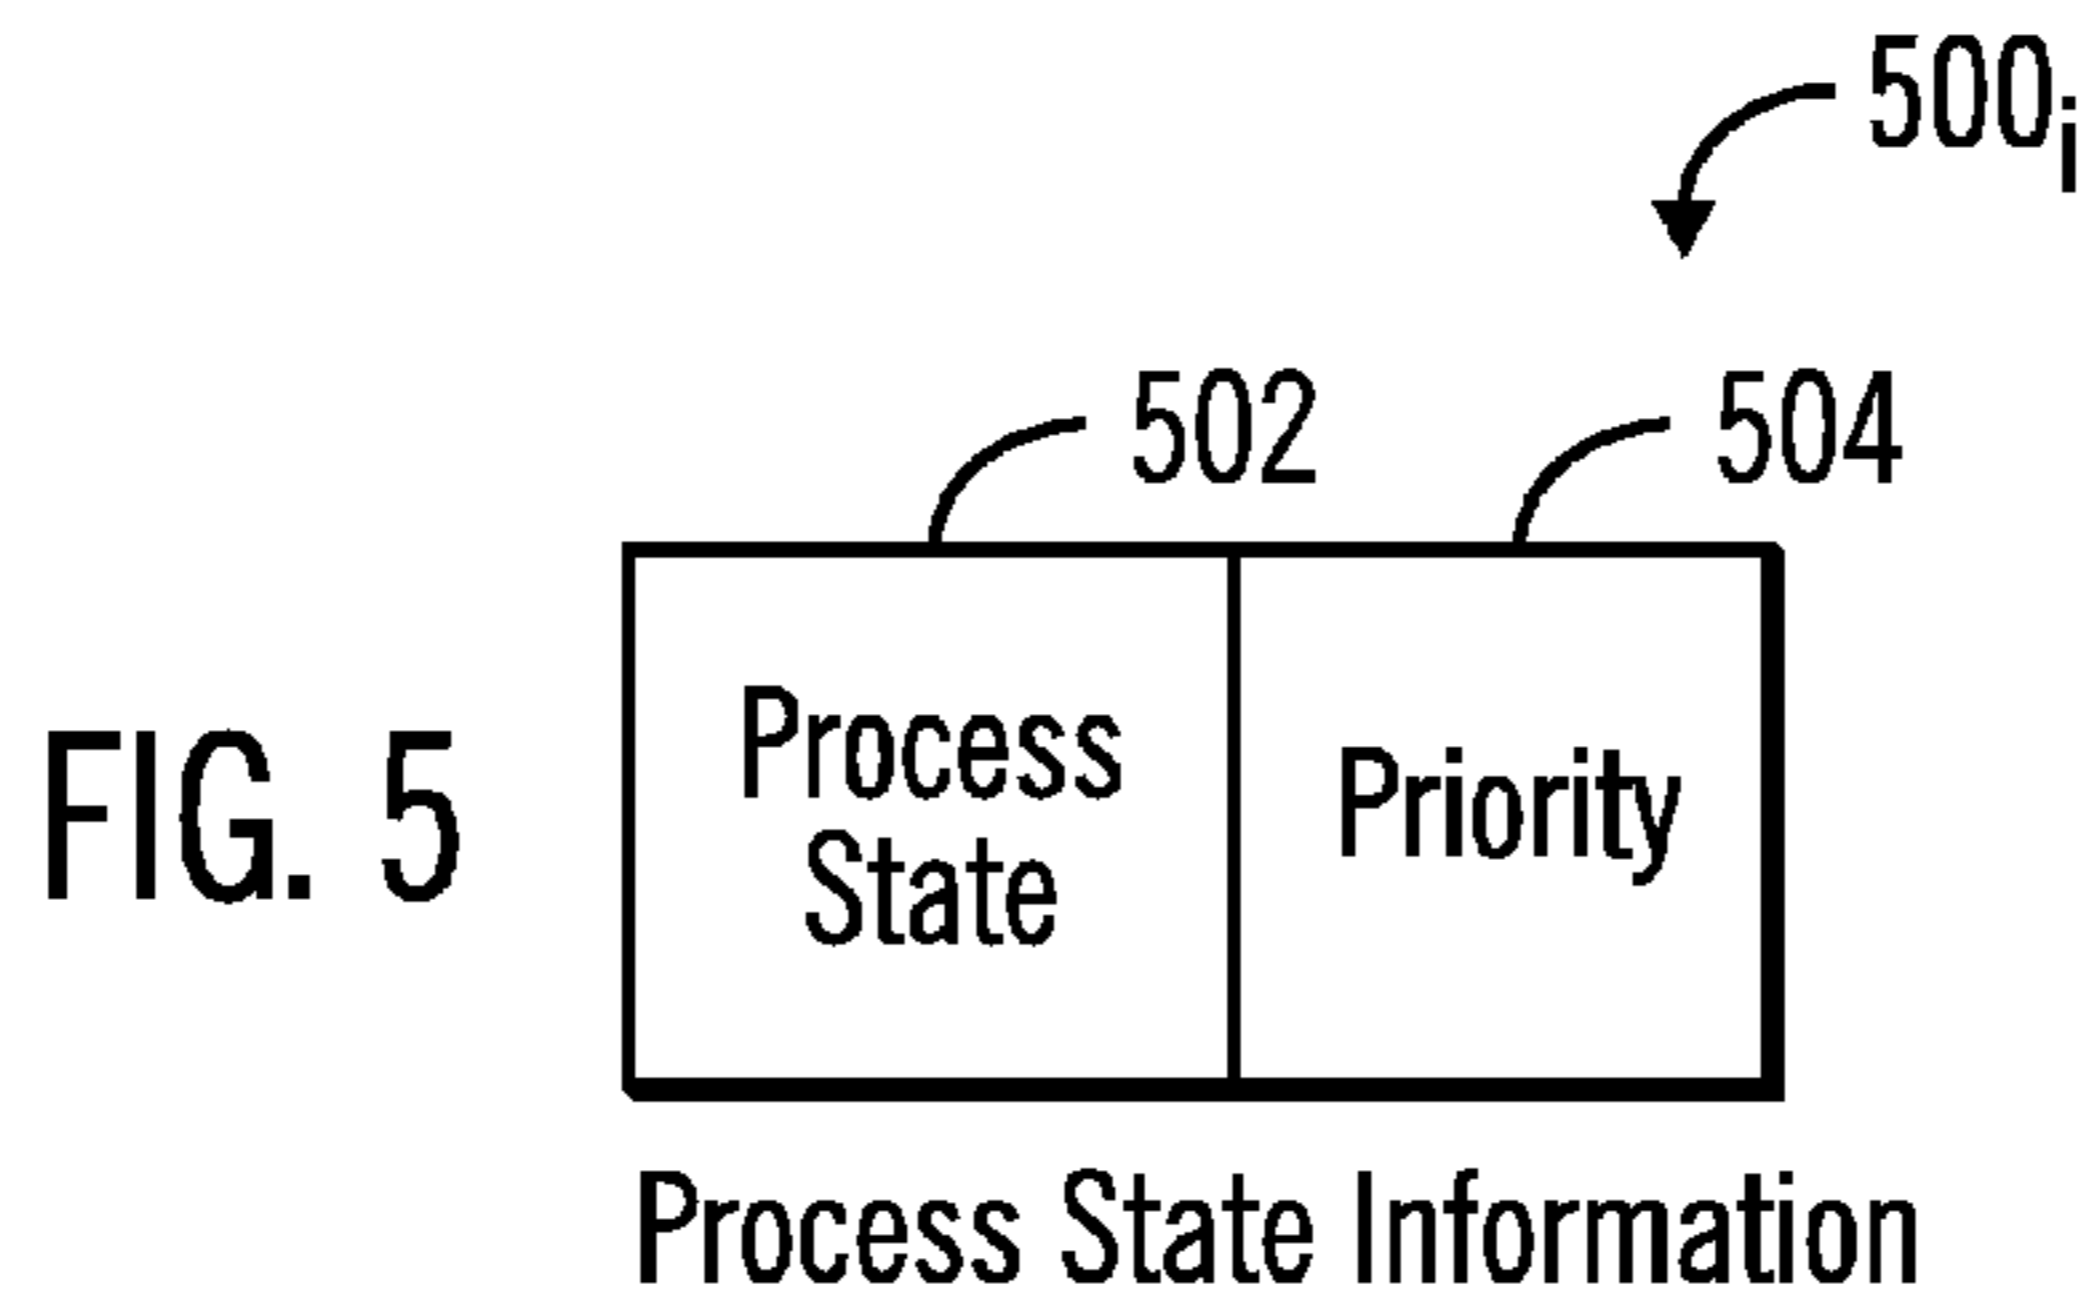 500i
502
504
Process
State
Priority
FIG. 5
Process State Information